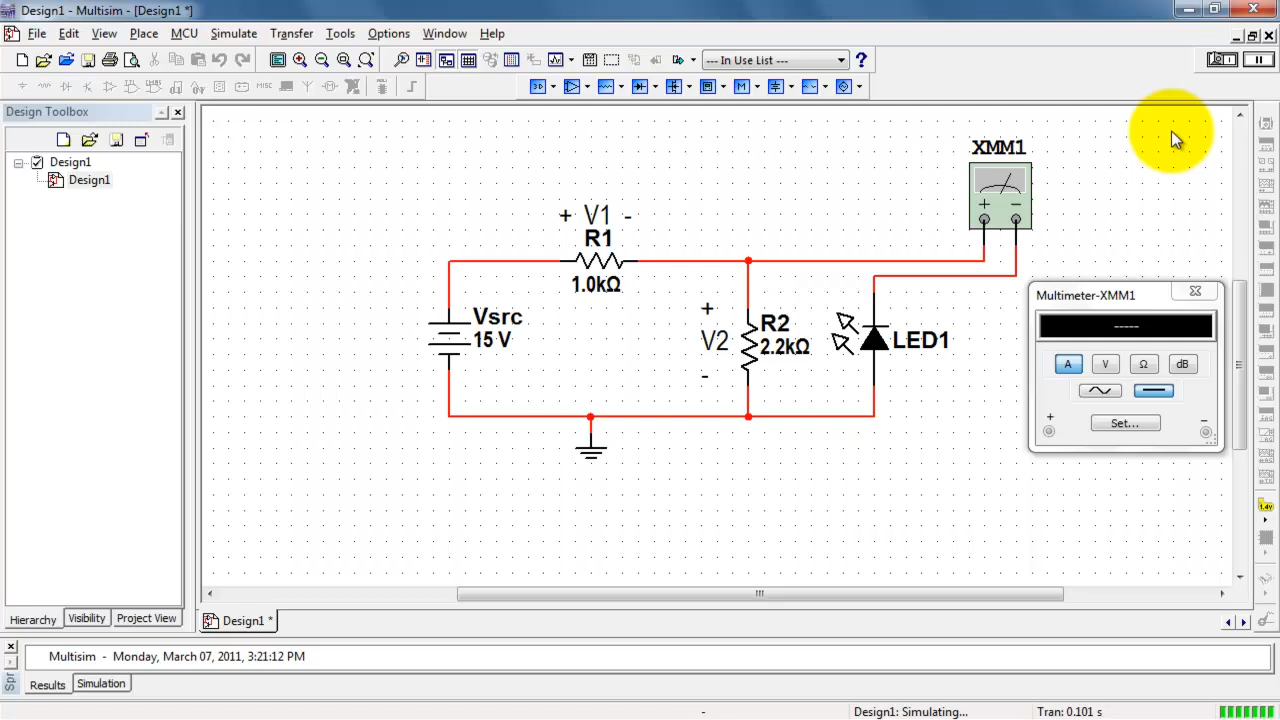 Design1 - Multisim - [Design1 *]
File Edit View Place MCU Simulate Transfer Tools Options Window Help
--- In Use List ---
Design Toolbox
Design1
Design1
XMM1
+ -
+ V1 -
R1
1.0kΩ
Vsrc
15 V
+
V2
-
R2
2.2kΩ
LED1
Multimeter-XMM1
-----
A V Ω dB
+ Set... -
Hierarchy Visibility Project View
Design1 *
Multisim - Monday, March 07, 2011, 3:21:12 PM
Results Simulation
- Design1: Simulating... Tran: 0.101 s